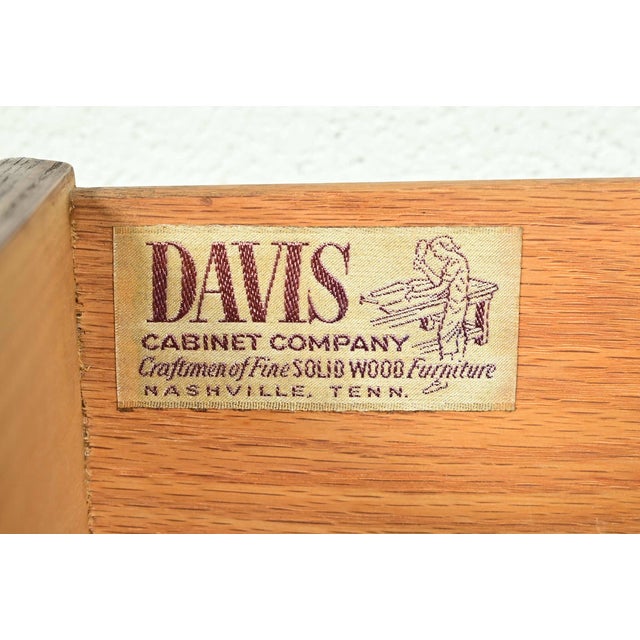 DAVIS
CABINET COMPANY
Craftsmen of Fine SOLID WOOD Furniture
NASHVILLE, TENN.